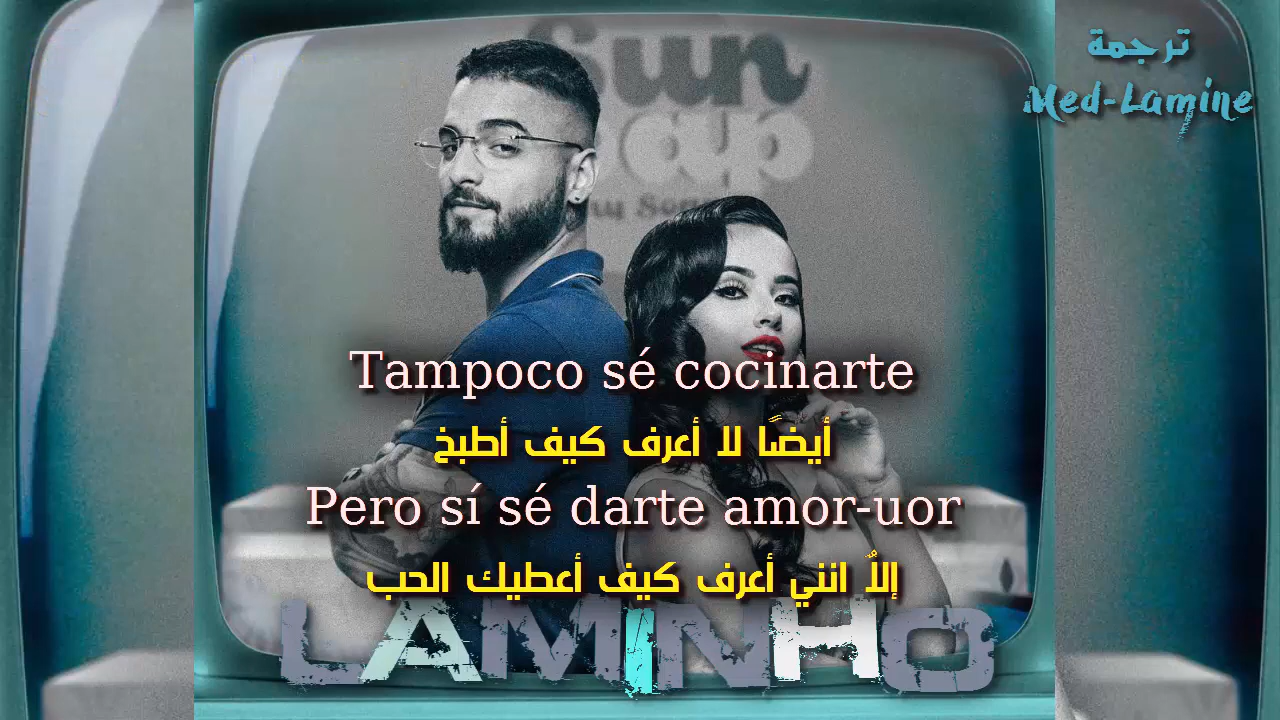 ترجمة
Med-Lamine
Sun
Tampoco sé cocinarte
أيضًا لا أعرف كيف أطبخ
Pero sí sé darte amor-uor
إلاّ انني أعرف كيف أعطيك الحب
LAMINHO